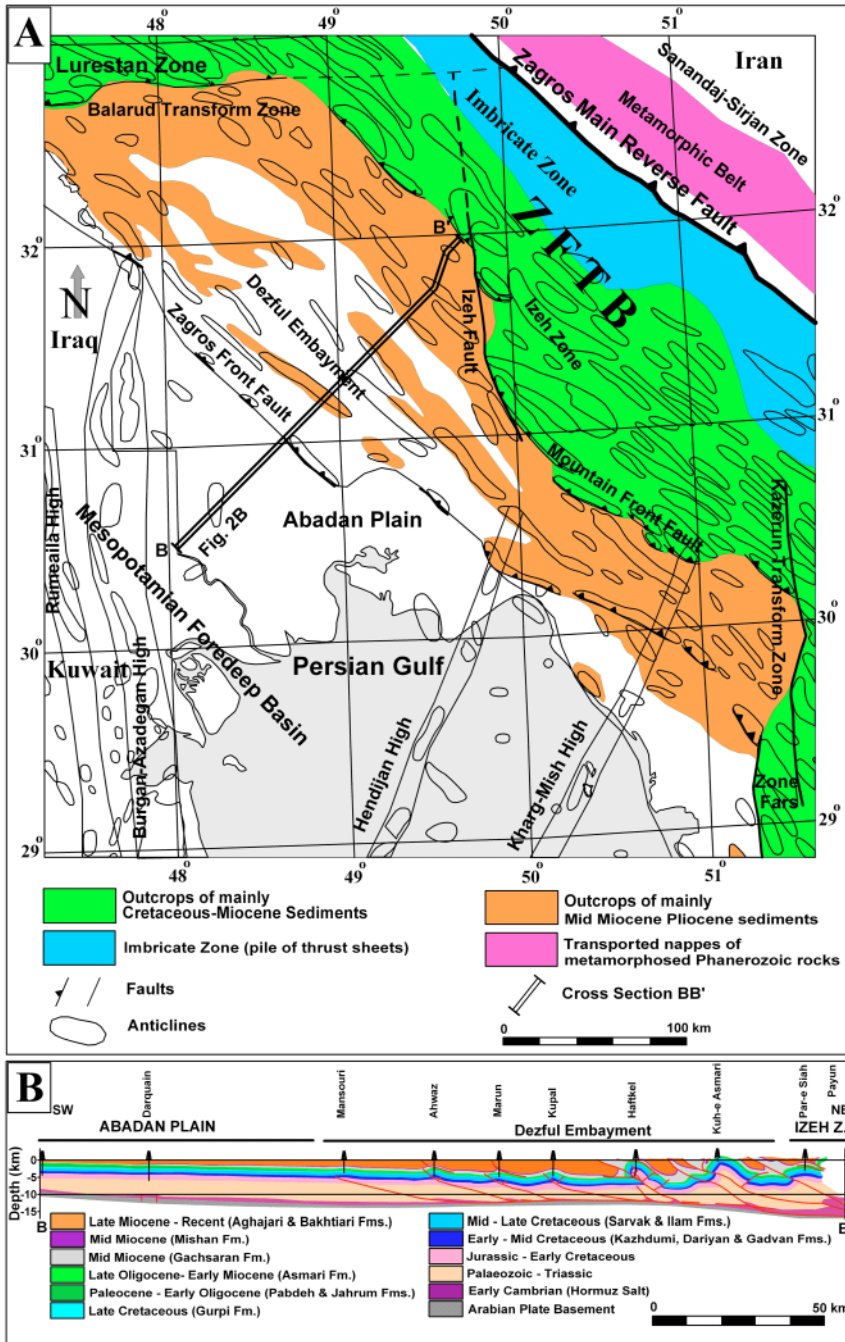 A
48°
49°
50°
51°
Lurestan Zone
Iran
Sanandaj-Sirjan Zone
Balarud Transform Zone
Metamorphic Belt
Zagros Main Reverse Fault
Imbricate Zone
ZFTB
32°
32°
B'
N
Iraq
Dezful Embayment
Izeh Fault
Izeh Zone
Zagros Front Fault
31°
31°
Mountain Front Fault
Kazerun Transform Zone
Abadan Plain
B
Fig. 2B
Rumeaila High
Mesopotamian Foredeep Basin
30°
30°
Kuwait
Persian Gulf
Burgan-Azadegan High
Hendijan High
Kharg-Mish High
Zone
Fars
29°
29°
48°
49°
50°
51°
Outcrops of mainly
Cretaceous-Miocene Sediments
Imbricate Zone (pile of thrust sheets)
Faults
Anticlines
Outcrops of mainly
Mid Miocene Pliocene sediments
Transported nappes of
metamorphosed Phanerozoic rocks
Cross Section BB'
0
100 km
B
SW
Darquain
Mansouri
Ahwaz
Marun
Kupal
Haftkel
Kuh-e Asmari
Par-e Siah
Payun
NE
ABADAN PLAIN
Dezful Embayment
IZEH Z.
Depth (km)
0
-5
-10
-15
B
Late Miocene - Recent (Aghajari & Bakhtiari Fms.)
Mid Miocene (Mishan Fm.)
Mid Miocene (Gachsaran Fm.)
Late Oligocene- Early Miocene (Asmari Fm.)
Paleocene - Early Oligocene (Pabdeh & Jahrum Fms.)
Late Cretaceous (Gurpi Fm.)
Mid - Late Cretaceous (Sarvak & Ilam Fms.)
Early - Mid Cretaceous (Kazhdumi, Dariyan & Gadvan Fms.)
Jurassic - Early Cretaceous
Palaeozoic - Triassic
Early Cambrian (Hormuz Salt)
Arabian Plate Basement
0
50 km